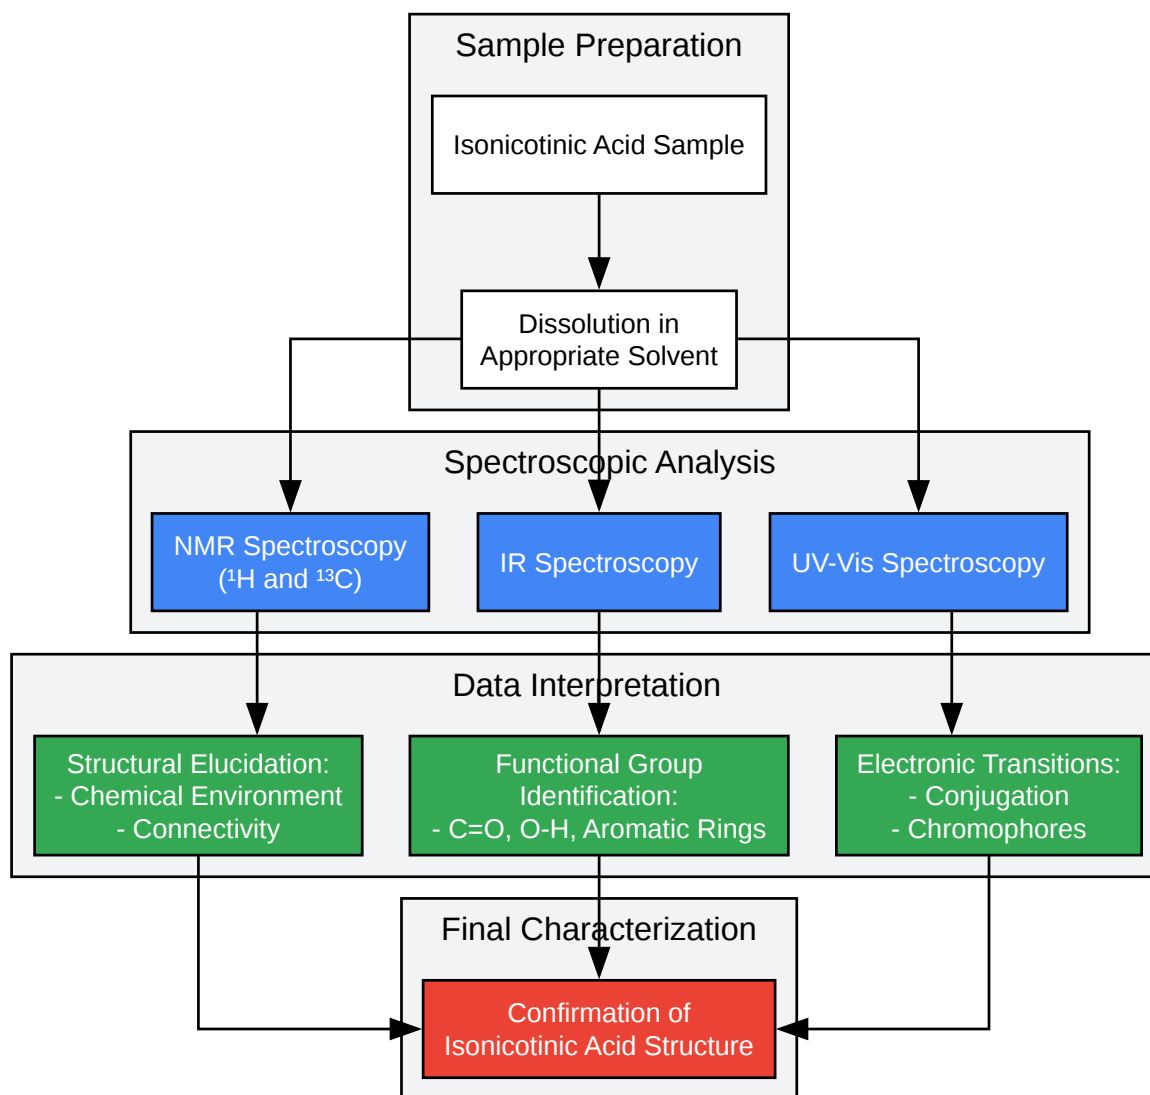 Sample Preparation
Isonicotinic Acid Sample
Dissolution in
Appropriate Solvent
Spectroscopic Analysis
NMR Spectroscopy
(¹H and ¹³C)
IR Spectroscopy
UV-Vis Spectroscopy
Data Interpretation
Structural Elucidation:
- Chemical Environment
- Connectivity
Functional Group
Identification:
- C=O, O-H, Aromatic Rings
Electronic Transitions:
- Conjugation
- Chromophores
Final Characterization
Confirmation of
Isonicotinic Acid Structure